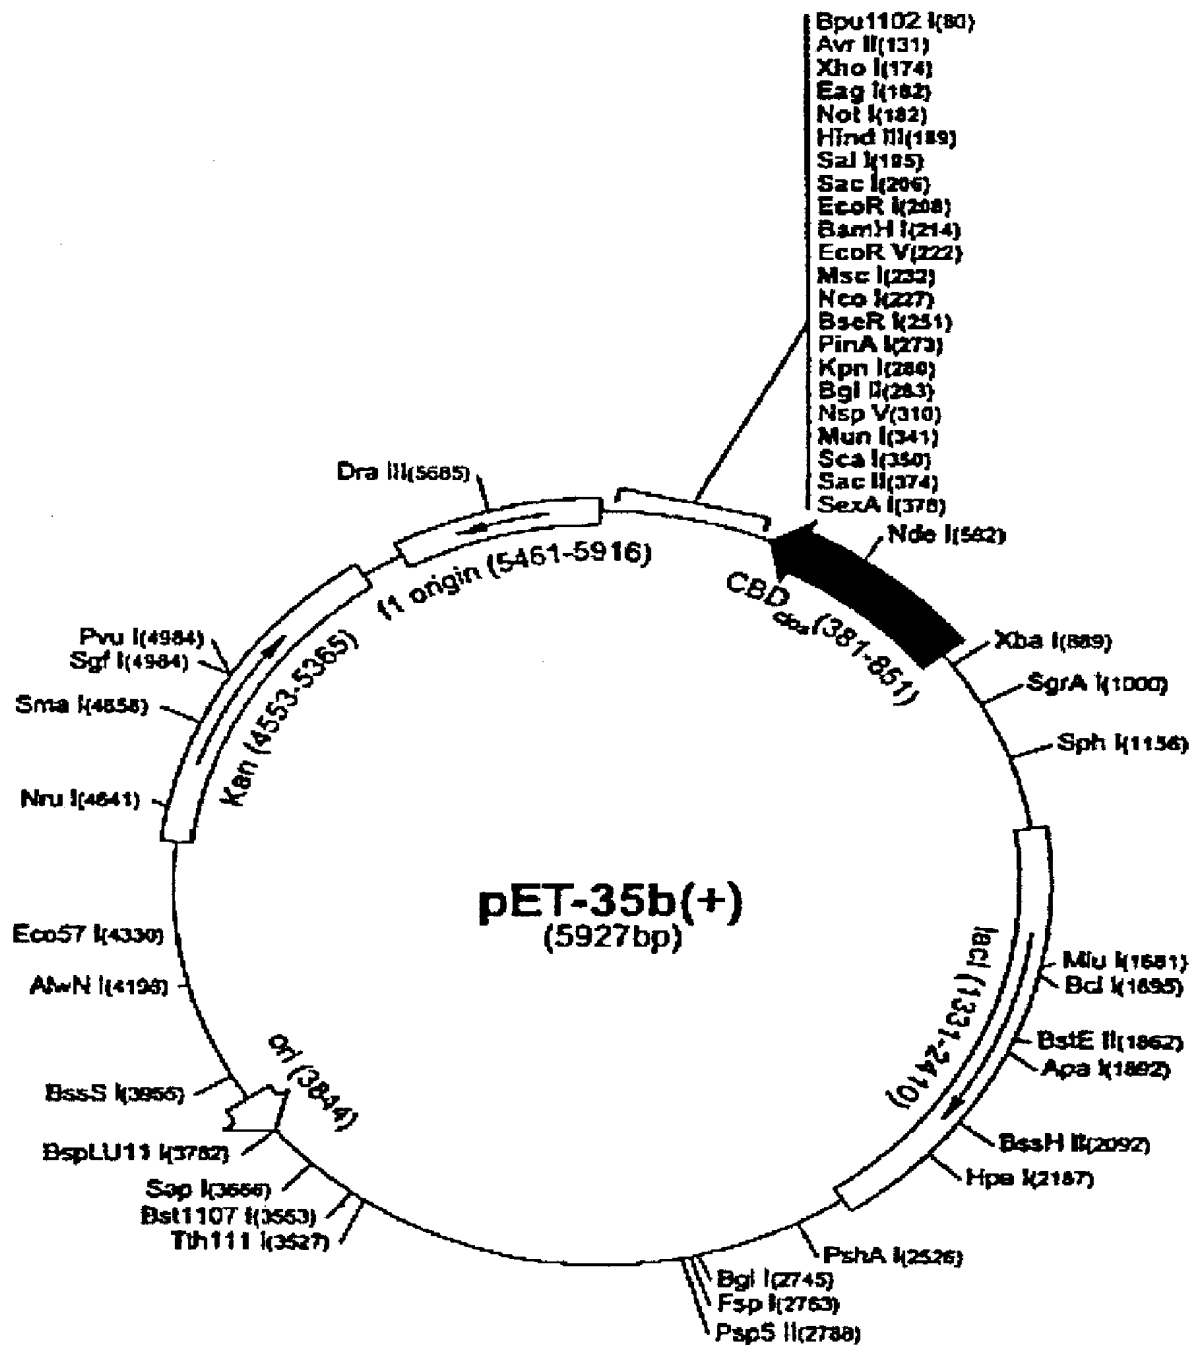 Bpu1102 I(80)
Avr II(131)
Xho I(174)
Eag I(182)
Not I(182)
Hind III(189)
Sal I(195)
Sac I(206)
EcoR I(208)
BamH I(214)
EcoR V(222)
Msc I(232)
Nco I(227)
BseR I(251)
PinA I(273)
Kpn I(280)
Bgl II(283)
Nsp V(310)
Mun I(341)
Sca I(350)
Sac II(374)
SexA I(378)
Dra III(5685)
Nde I(582)
f1 origin (5461-5916)
CBDclos (381-851)
Pvu I(4984)
Sgf I(4984)
Sma I(4858)
Kan (4553-5365)
Nru I(4641)
Xba I(889)
SgrA I(1000)
Sph I(1156)
pET-35b(+)
(5927bp)
Eco57 I(4330)
AlwN I(4198)
lacI (1331-2410)
Mlu I(1681)
Bcl I(1695)
BstE II(1862)
Apa I(1892)
ori (3844)
BssS I(3955)
BspLU11 I(3782)
Sap I(3666)
Bst1107 I(3553)
Tth111 I(3527)
BssH II(2092)
Hpa I(2187)
PshA I(2526)
Bgl I(2745)
Fsp I(2763)
Psp5 II(2788)